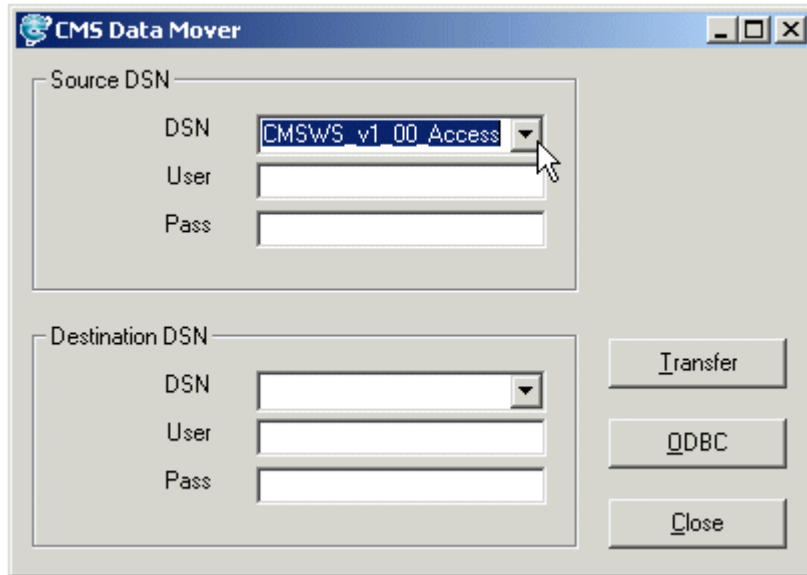 CMS Data Mover
Source DSN
DSN CMSWS_v1_00_Access
User
Pass
Destination DSN
DSN
User
Pass
Transfer
ODBC
Close